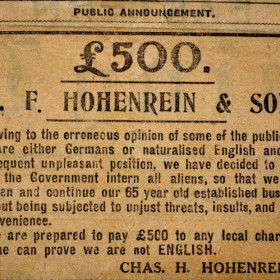 PUBLIC ANNOUNCEMENT.
£500.
. F. HOHENREIN & SO
ving to the erroneous opinion of some of the public
are either Germans or naturalised English and
equent unpleasant position, we have decided to
the Government intern all aliens, so that we
en and continue our 65 year old established bus
out being subjected to unjust threats, insults, and
venience.
e are prepared to pay £500 to any local char
ne can prove we are not ENGLISH.
CHAS. H. HOHENREI